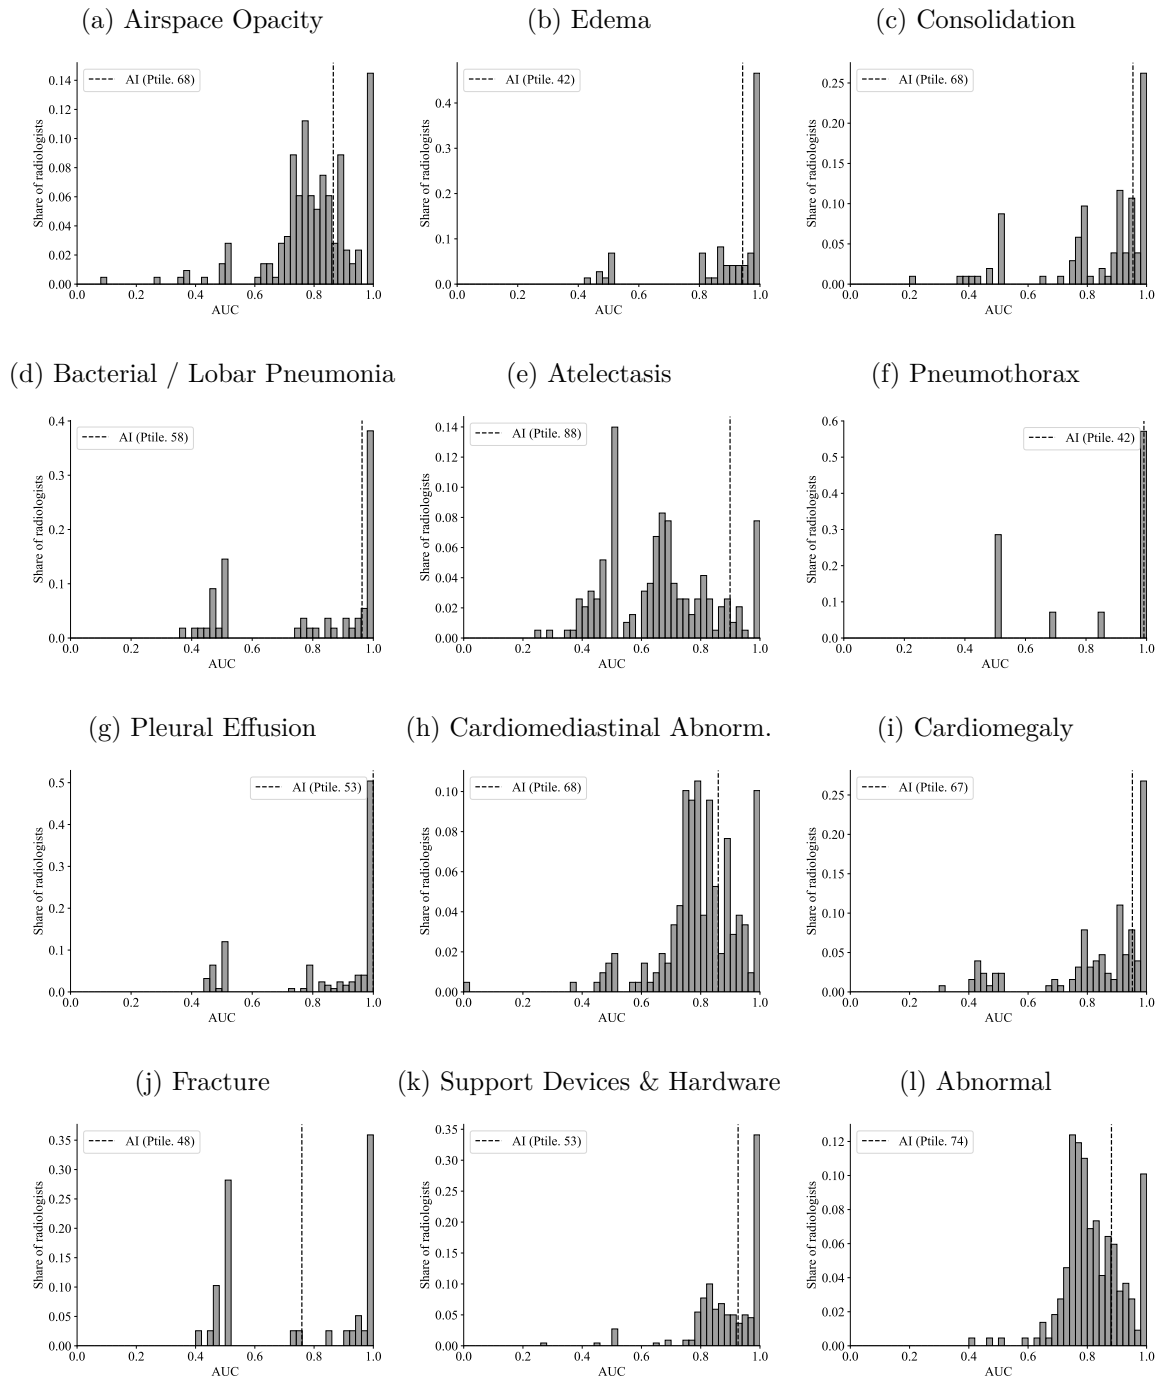 (a) Airspace Opacity
(b) Edema
(c) Consolidation
AI (Ptile. 68)
Share of radiologists
0.14
0.12
0.10
0.08
0.06
0.04
0.02
0.00
0.0 0.2 0.4 0.6 0.8 1.0
AUC
AI (Ptile. 42)
Share of radiologists
0.4
0.3
0.2
0.1
0.0
0.0 0.2 0.4 0.6 0.8 1.0
AUC
AI (Ptile. 68)
Share of radiologists
0.25
0.20
0.15
0.10
0.05
0.00
0.0 0.2 0.4 0.6 0.8 1.0
AUC
(d) Bacterial / Lobar Pneumonia
(e) Atelectasis
(f) Pneumothorax
AI (Ptile. 58)
Share of radiologists
0.4
0.3
0.2
0.1
0.0
0.0 0.2 0.4 0.6 0.8 1.0
AUC
AI (Ptile. 88)
Share of radiologists
0.14
0.12
0.10
0.08
0.06
0.04
0.02
0.00
0.0 0.2 0.4 0.6 0.8 1.0
AUC
AI (Ptile. 42)
Share of radiologists
0.6
0.5
0.4
0.3
0.2
0.1
0.0
0.0 0.2 0.4 0.6 0.8 1.0
AUC
(g) Pleural Effusion
(h) Cardiomediastinal Abnorm.
(i) Cardiomegaly
AI (Ptile. 53)
Share of radiologists
0.5
0.4
0.3
0.2
0.1
0.0
0.0 0.2 0.4 0.6 0.8 1.0
AUC
AI (Ptile. 68)
Share of radiologists
0.10
0.08
0.06
0.04
0.02
0.00
0.0 0.2 0.4 0.6 0.8 1.0
AUC
AI (Ptile. 67)
Share of radiologists
0.25
0.20
0.15
0.10
0.05
0.00
0.0 0.2 0.4 0.6 0.8 1.0
AUC
(j) Fracture
(k) Support Devices & Hardware
(l) Abnormal
AI (Ptile. 48)
Share of radiologists
0.35
0.30
0.25
0.20
0.15
0.10
0.05
0.00
0.0 0.2 0.4 0.6 0.8 1.0
AUC
AI (Ptile. 53)
Share of radiologists
0.35
0.30
0.25
0.20
0.15
0.10
0.05
0.00
0.0 0.2 0.4 0.6 0.8 1.0
AUC
AI (Ptile. 74)
Share of radiologists
0.12
0.10
0.08
0.06
0.04
0.02
0.00
0.0 0.2 0.4 0.6 0.8 1.0
AUC